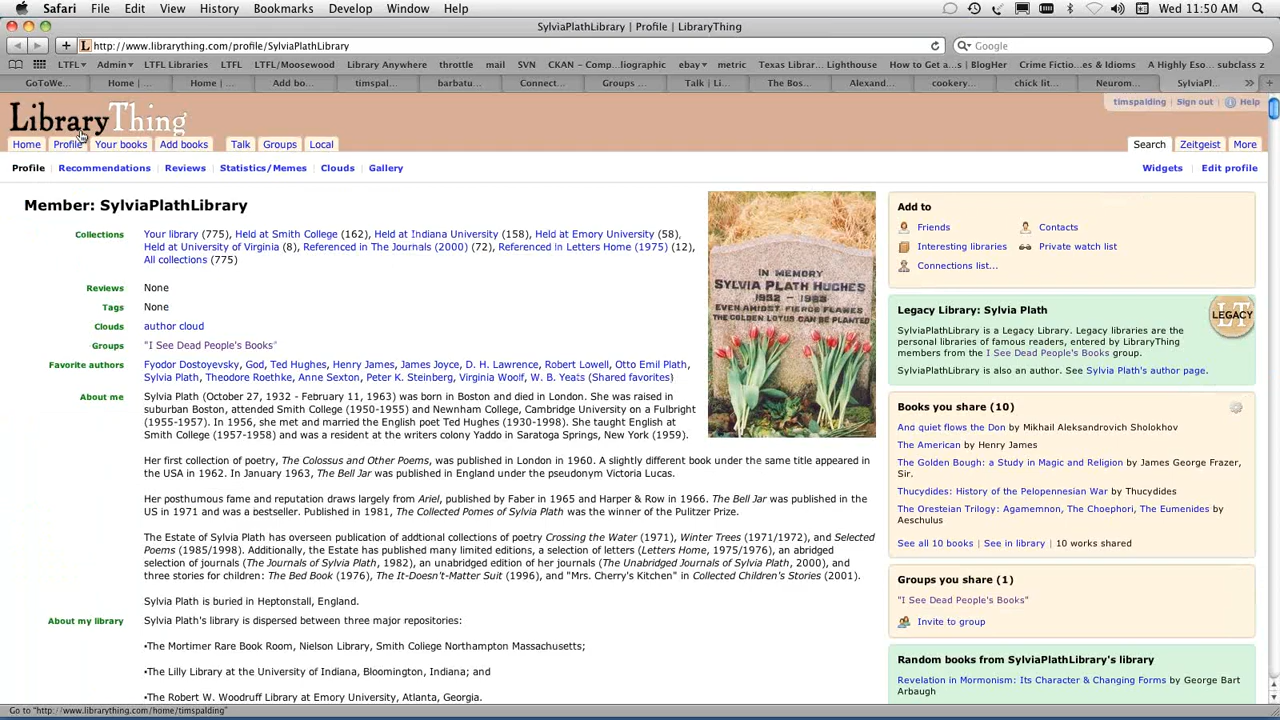 Safari File Edit View History Bookmarks Develop Window Help Wed 11:50 AM
SylviaPlathLibrary | Profile | LibraryThing
http://www.librarything.com/profile/SylviaPlathLibrary Google
LTFL Admin LTFL Libraries LTFL LTFL/Moosewood Library Anywhere throttle mail SVN CKAN – Comp...liographic ebay metric Texas Librar... Lighthouse How to Get a...s | BlogHer Crime Fictio...es & Idioms A Highly Eso... subclass z
GoToWe... Home | ... Home | ... Add bo... timspal... barbatu... Connect... Groups ... Talk | Li... The Bos... Alexand... cookery... chick lit... Neurom... SylviaPl...
LibraryThing
timspalding Sign out Help
Home Profile Your books Add books Talk Groups Local Search Zeitgeist More
Profile Recommendations Reviews Statistics/Memes Clouds Gallery Widgets Edit profile
Member: SylviaPlathLibrary
Collections Your library (775), Held at Smith College (162), Held at Indiana University (158), Held at Emory University (58),
Held at University of Virginia (8), Referenced in The Journals (2000) (72), Referenced in Letters Home (1975) (12),
All collections (775)
Reviews None
Tags None
Clouds author cloud
Groups "I See Dead People's Books"
Favorite authors Fyodor Dostoyevsky, God, Ted Hughes, Henry James, James Joyce, D. H. Lawrence, Robert Lowell, Otto Emil Plath,
Sylvia Plath, Theodore Roethke, Anne Sexton, Peter K. Steinberg, Virginia Woolf, W. B. Yeats (Shared favorites)
About me Sylvia Plath (October 27, 1932 - February 11, 1963) was born in Boston and died in London. She was raised in
suburban Boston, attended Smith College (1950-1955) and Newnham College, Cambridge University on a Fulbright
(1955-1957). In 1956, she met and married the English poet Ted Hughes (1930-1998). She taught English at
Smith College (1957-1958) and was a resident at the writers colony Yaddo in Saratoga Springs, New York (1959).
Her first collection of poetry, The Colossus and Other Poems, was published in London in 1960. A slightly different book under the same title appeared
in the USA in 1962. In January 1963, The Bell Jar was published in England under the pseudonym Victoria Lucas.
Her posthumous fame and reputation draws largely from Ariel, published by Faber in 1965 and Harper & Row in 1966. The Bell Jar was published in the
US in 1971 and was a bestseller. Published in 1981, The Collected Pomes of Sylvia Plath was the winner of the Pulitzer Prize.
The Estate of Sylvia Plath has overseen publication of addtional collections of poetry Crossing the Water (1971), Winter Trees (1971/1972), and Selected
Poems (1985/1998). Additionally, the Estate has published many limited editions, a selection of letters (Letters Home, 1975/1976), an abridged
selection of journals (The Journals of Sylvia Plath, 1982), an unabridged edition of her journals (The Unabridged Journals of Sylvia Plath, 2000), and
three stories for children: The Bed Book (1976), The It-Doesn't-Matter Suit (1996), and "Mrs. Cherry's Kitchen" in Collected Children's Stories (2001).
Sylvia Plath is buried in Heptonstall, England.
About my library Sylvia Plath's library is dispersed between three major repositories:
•The Mortimer Rare Book Room, Nielson Library, Smith College Northampton Massachusetts;
•The Lilly Library at the University of Indiana, Bloomington, Indiana; and
•The Robert W. Woodruff Library at Emory University, Atlanta, Georgia.
IN MEMORY
SYLVIA PLATH HUGHES
1932 – 1963
EVEN AMIDST FIERCE FLAMES
THE GOLDEN LOTUS CAN BE PLANTED
Add to
Friends Contacts
Interesting libraries Private watch list
Connections list...
Legacy Library: Sylvia Plath
LT
LEGACY
SylviaPlathLibrary is a Legacy Library. Legacy libraries are the
personal libraries of famous readers, entered by LibraryThing
members from the I See Dead People's Books group.
SylviaPlathLibrary is also an author. See Sylvia Plath's author page.
Books you share (10)
And quiet flows the Don by Mikhail Aleksandrovich Sholokhov
The American by Henry James
The Golden Bough: a Study in Magic and Religion by James George Frazer,
Sir.
Thucydides: History of the Pelopennesian War by Thucydides
The Oresteian Trilogy: Agamemnon, The Choephori, The Eumenides by
Aeschulus
See all 10 books | See in library | 10 works shared
Groups you share (1)
"I See Dead People's Books"
Invite to group
Random books from SylviaPlathLibrary's library
Revelation in Mormonism: Its Character & Changing Forms by George Bart
Arbaugh
Go to "http://www.librarything.com/home/timspalding"